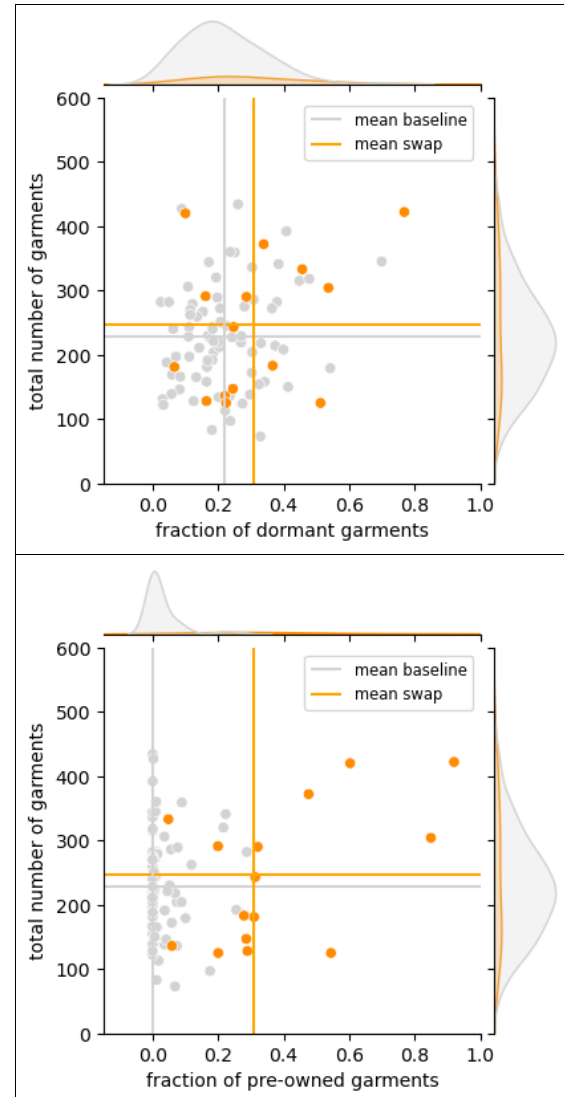 600
mean baseline
mean swap
500
400
300
200
100
0
total number of garments
0.0 0.2 0.4 0.6 0.8 1.0
fraction of dormant garments
600
mean baseline
mean swap
500
400
300
200
100
0
total number of garments
0.0 0.2 0.4 0.6 0.8 1.0
fraction of pre-owned garments